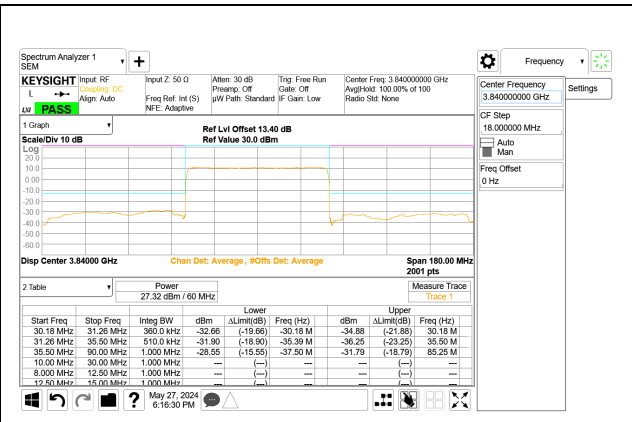 Spectrum Analyzer 1
SEM
Frequency
KEYSIGHT
L
LXI PASS
Input: RF
Coupling: DC
Align: Auto
Input Z: 50 Ω
Freq Ref: Int (S)
NFE: Adaptive
Atten: 30 dB
Preamp: Off
µW Path: Standard
Trig: Free Run
Gate: Off
IF Gain: Low
Center Freq: 3.840000000 GHz
Avg|Hold: 100.00% of 100
Radio Std: None
Center Frequency
3.840000000 GHz
Settings
CF Step
18.000000 MHz
Auto
Man
Freq Offset
0 Hz
1 Graph
Scale/Div 10 dB
Ref Lvl Offset 13.40 dB
Ref Value 30.0 dBm
Log
20.0
10.0
0.00
-10.0
-20.0
-30.0
-40.0
-50.0
-60.0
Disp Center 3.84000 GHz
Chan Det: Average , #Offs Det: Average
Span 180.00 MHz
2001 pts
2 Table
Power
27.32 dBm / 60 MHz
Measure Trace
Trace 1
Lower Upper
Start Freq Stop Freq Integ BW dBm ΔLimit(dB) Freq (Hz) dBm ΔLimit(dB) Freq (Hz)
30.18 MHz 31.26 MHz 360.0 kHz -32.66 (-19.66) -30.18 M -34.88 (-21.88) 30.18 M
31.26 MHz 35.50 MHz 510.0 kHz -31.90 (-18.90) -35.39 M -36.25 (-23.25) 35.50 M
35.50 MHz 90.00 MHz 1.000 MHz -28.55 (-15.55) -37.50 M -31.79 (-18.79) 85.25 M
10.00 MHz 30.00 MHz 1.000 MHz --- (---) --- --- (---) ---
8.000 MHz 12.50 MHz 1.000 MHz --- (---) --- --- (---) ---
12.50 MHz 15.00 MHz 1.000 MHz --- (---) --- --- (---) ---
May 27, 2024
6:16:30 PM